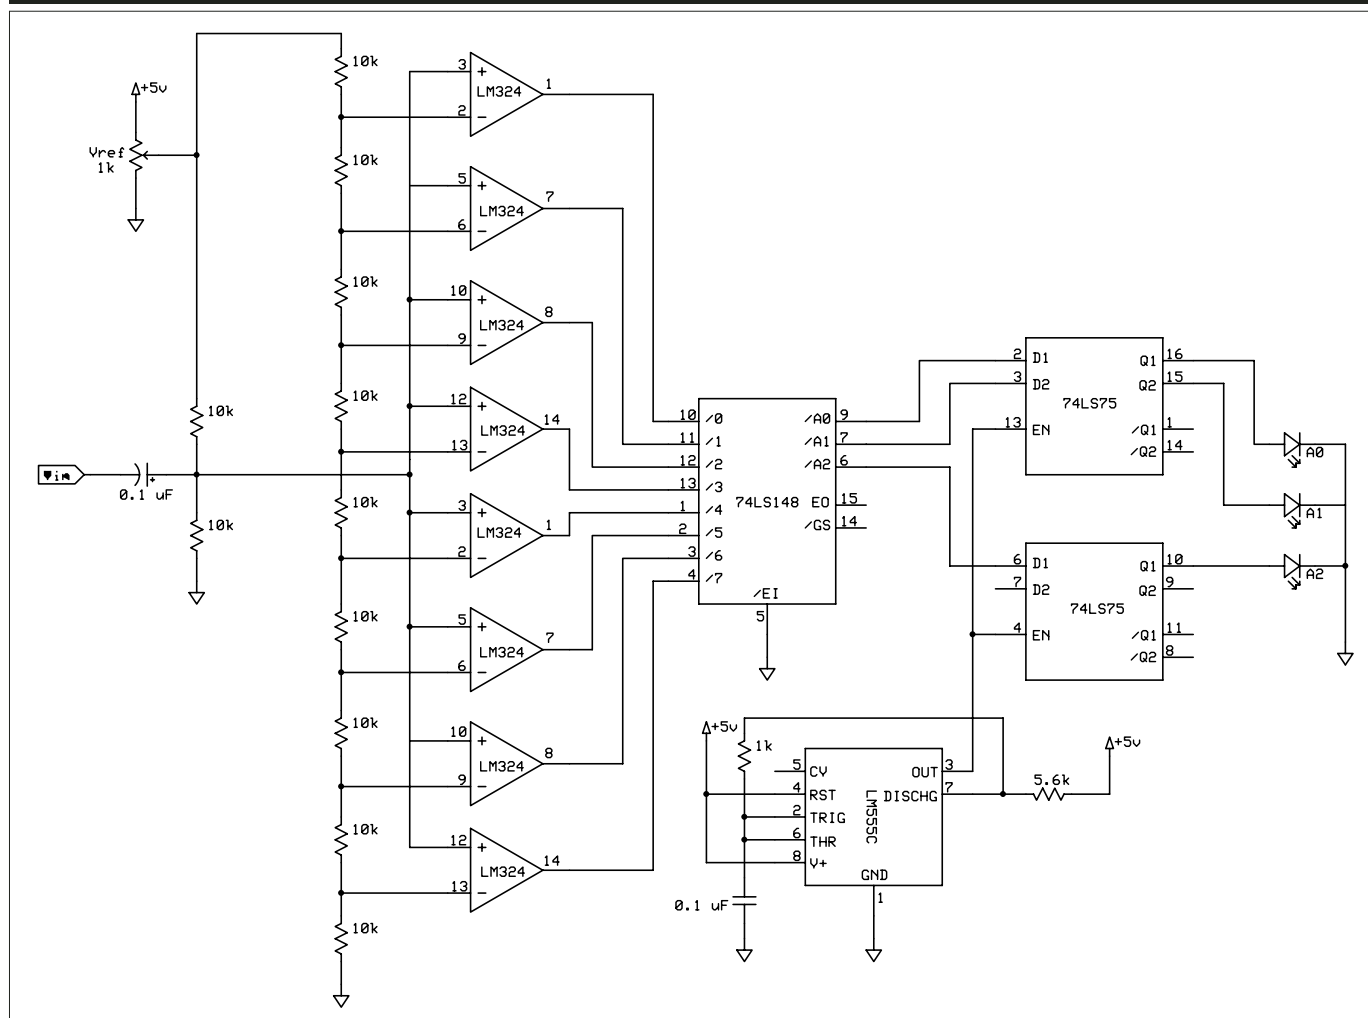 10k
+5v
Vref
1k
10k
10k
10k
10k
10k
10k
10k
10k
10k
10k
Vin
0.1 uF
3 + LM324 1
2 -
5 + LM324 7
6 -
10 + LM324 8
9 -
12 + LM324 14
13 -
3 + LM324 1
2 -
5 + LM324 7
6 -
10 + LM324 8
9 -
12 + LM324 14
13 -
10 /0 /A0 9
11 /1 /A1 7
12 /2 /A2 6
13 /3
74LS148
1 /4 EO 15
2 /5 /GS 14
3 /6
4 /7
/EI
5
2 D1 Q1 16
3 D2 Q2 15
74LS75
13 EN /Q1 1
/Q2 14
A0
A1
A2
6 D1 Q1 10
7 D2 Q2 9
74LS75
4 EN /Q1 11
/Q2 8
+5v
1k
5 CV OUT 3
4 RST DISCHG 7
2 TRIG
LM555C
6 THR
8 V+
GND
1
5.6k
+5v
0.1 uF